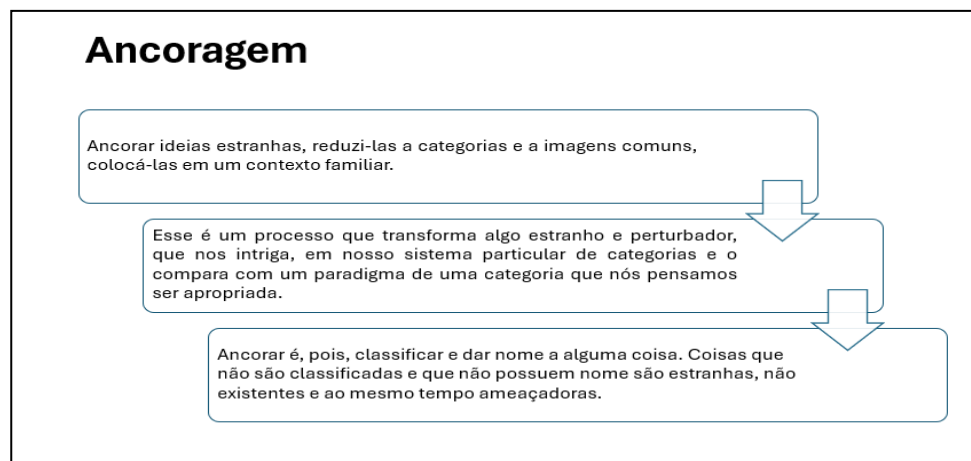 Ancoragem
Ancorar ideias estranhas, reduzi-las a categorias e a imagens comuns,
colocá-las em um contexto familiar.
Esse é um processo que transforma algo estranho e perturbador,
que nos intriga, em nosso sistema particular de categorias e o
compara com um paradigma de uma categoria que nós pensamos
ser apropriada.
Ancorar é, pois, classificar e dar nome a alguma coisa. Coisas que
não são classificadas e que não possuem nome são estranhas, não
existentes e ao mesmo tempo ameaçadoras.